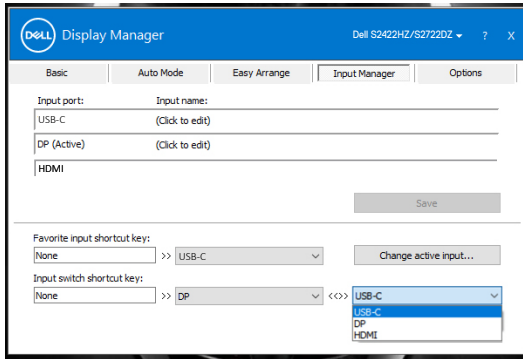 DELL Display Manager Dell S2422HZ/S2722DZ ? X
Basic Auto Mode Easy Arrange Input Manager Options
Input port: Input name:
USB-C (Click to edit)
DP (Active) (Click to edit)
HDMI
Save
Favorite input shortcut key:
None >> USB-C Change active input...
Input switch shortcut key:
None >> DP <<>> USB-C
USB-C
DP
HDMI